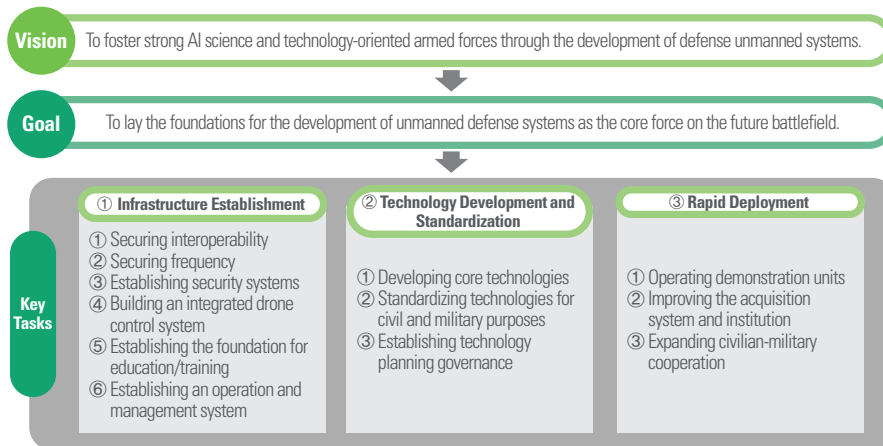 Vision
To foster strong AI science and technology-oriented armed forces through the development of defense unmanned systems.
Goal
To lay the foundations for the development of unmanned defense systems as the core force on the future battlefield.
Key
Tasks
① Infrastructure Establishment
① Securing interoperability
② Securing frequency
③ Establishing security systems
④ Building an integrated drone
control system
⑤ Establishing the foundation for
education/training
⑥ Establishing an operation and
management system
② Technology Development and
Standardization
① Developing core technologies
② Standardizing technologies for
civil and military purposes
③ Establishing technology
planning governance
③ Rapid Deployment
① Operating demonstration units
② Improving the acquisition
system and institution
③ Expanding civilian-military
cooperation